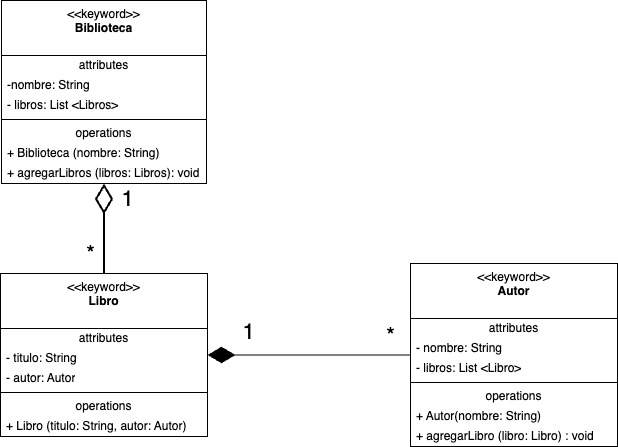 <<keyword>>
Biblioteca
attributes
-nombre: String
- libros: List <Libros>
operations
+ Biblioteca (nombre: String)
+ agregarLibros (libros: Libros): void
1
*
<<keyword>>
Libro
attributes
- titulo: String
- autor: Autor
operations
+ Libro (titulo: String, autor: Autor)
1
*
<<keyword>>
Autor
attributes
- nombre: String
- libros: List <Libro>
operations
+ Autor(nombre: String)
+ agregarLibro (libro: Libro) : void